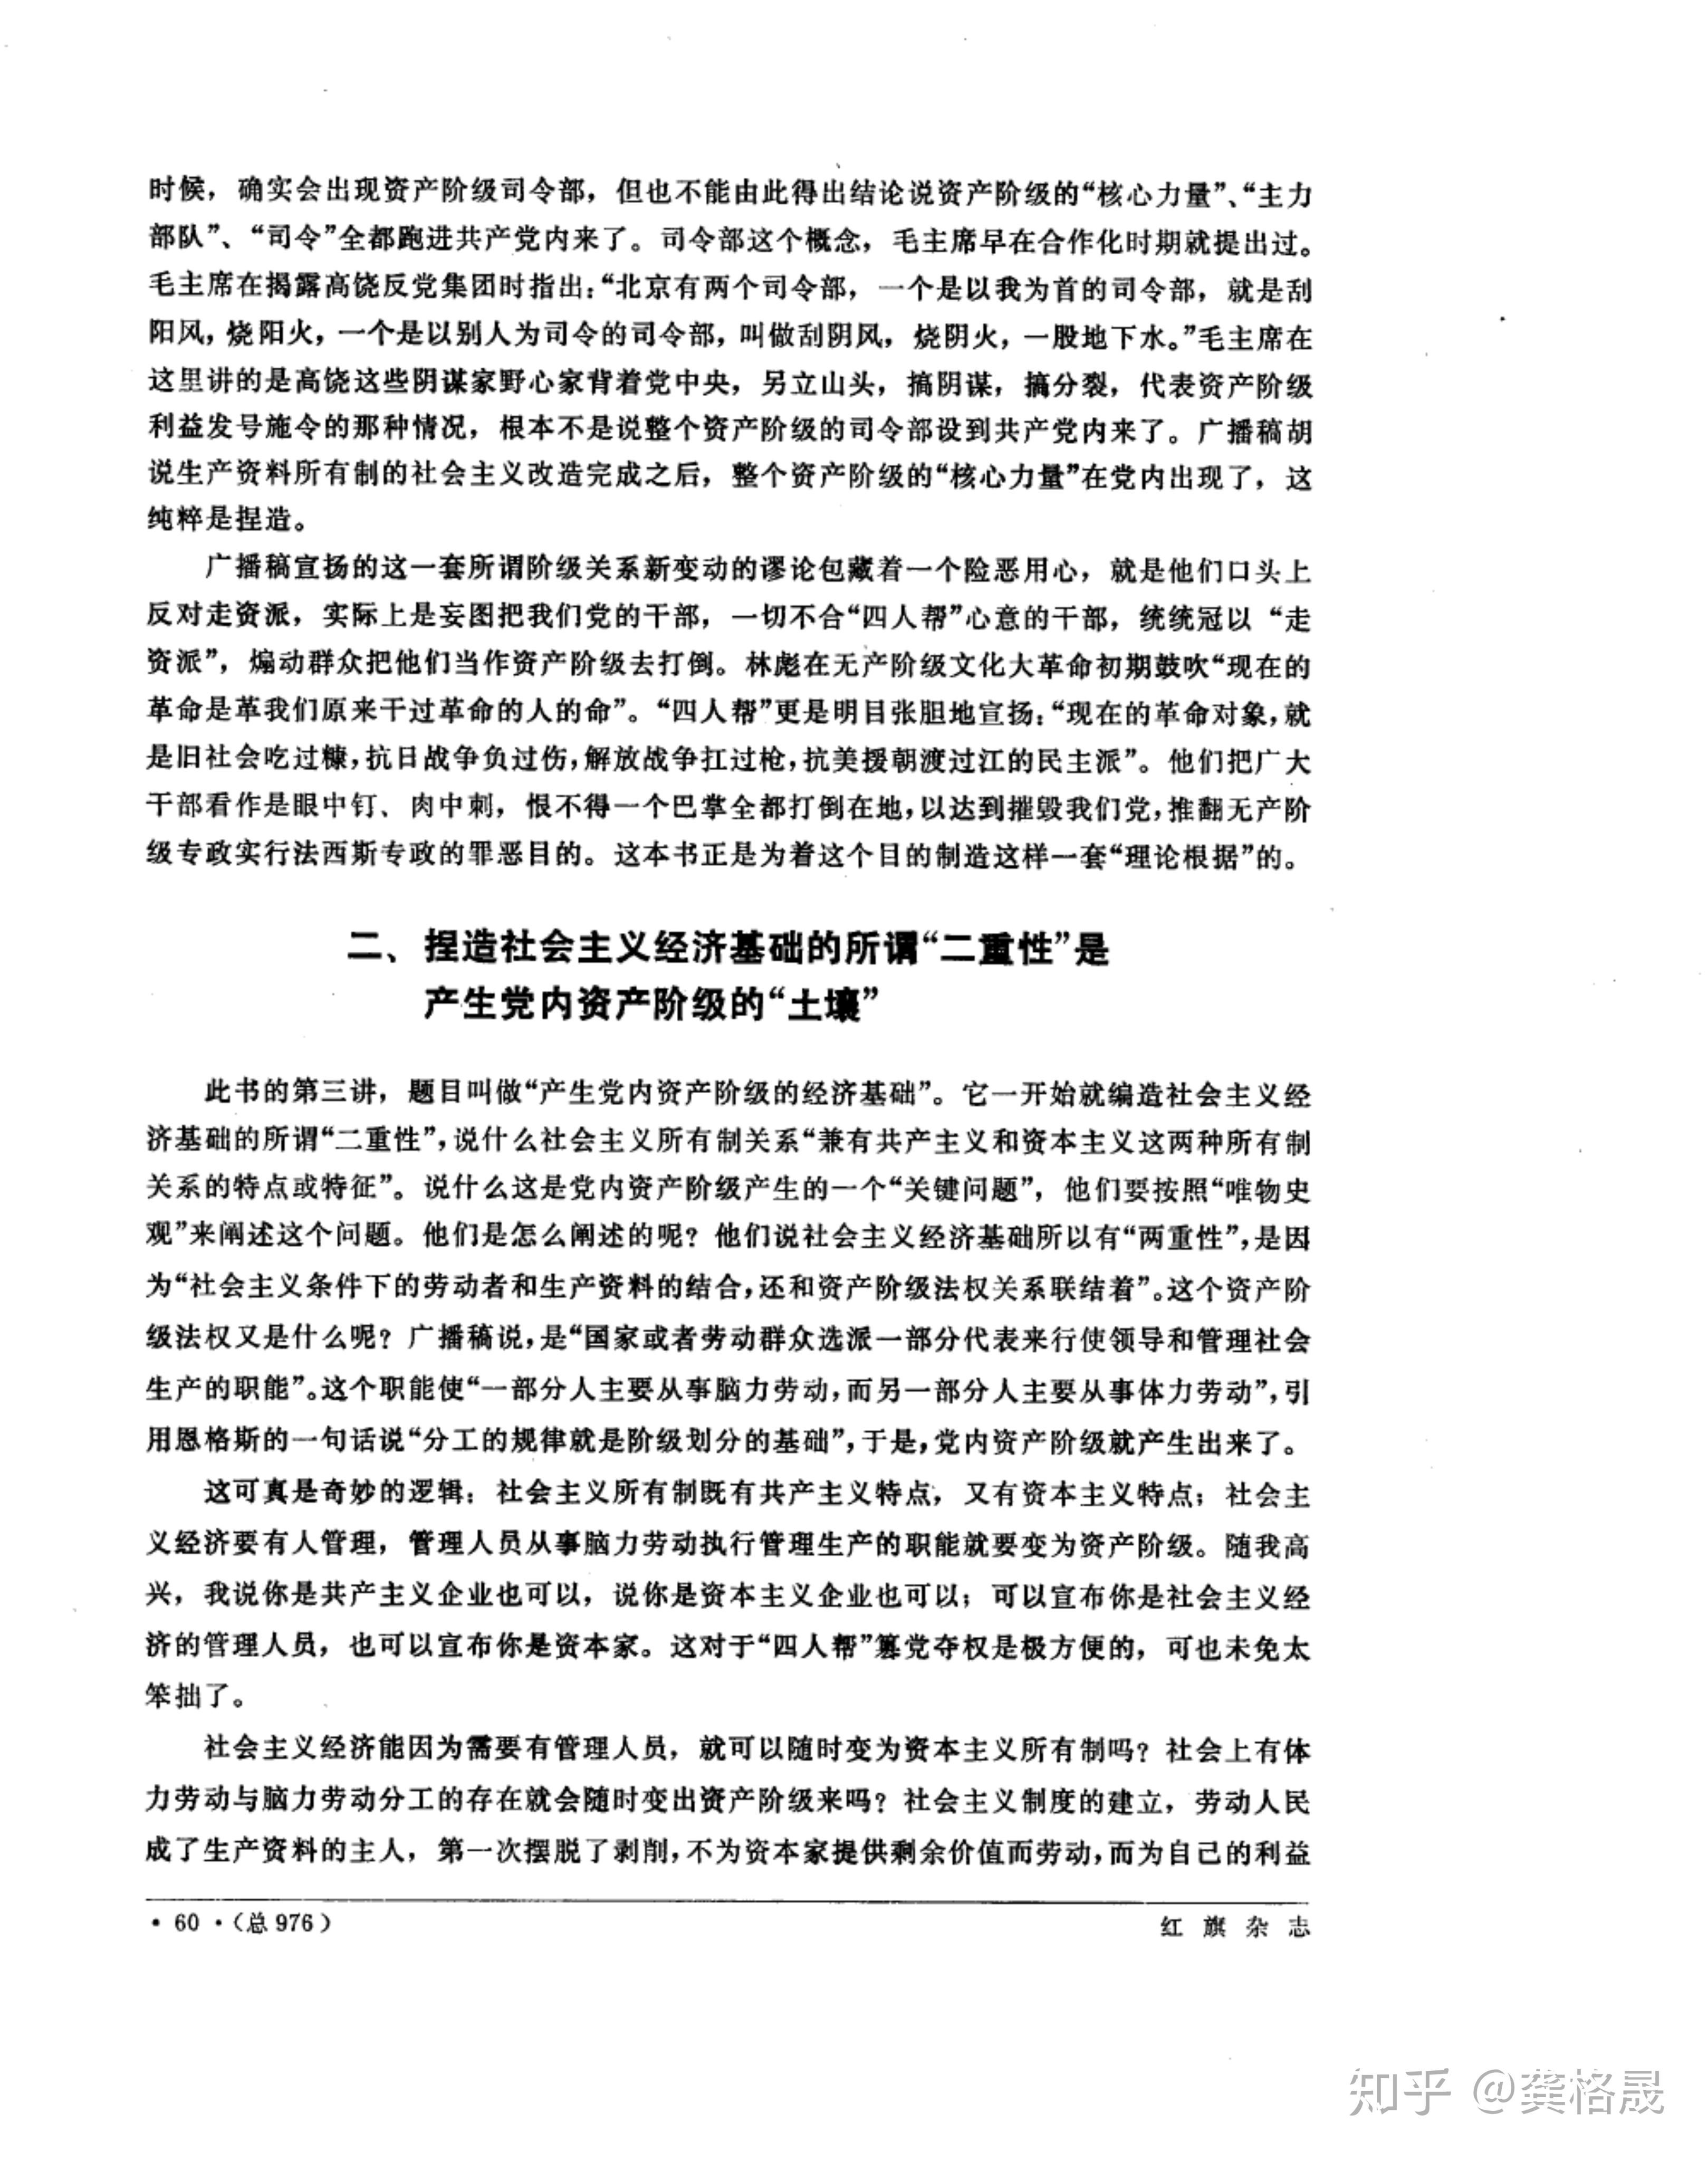 时候，确实会出现资产阶级司令部，但也不能由此得出结论说资产阶级的“核心力量”、“主力
部队”、“司令”全都跑进共产党内来了。司令部这个概念，毛主席早在合作化时期就提出过。
毛主席在揭露高饶反党集团时指出：“北京有两个司令部，一个是以我为首的司令部，就是刮
阳风，烧阳火，一个是以别人为司令的司令部，叫做刮阴风，烧阴火，一股地下水。”毛主席在
这里讲的是高饶这些阴谋家野心家背着党中央，另立山头，搞阴谋，搞分裂，代表资产阶级
利益发号施令的那种情况，根本不是说整个资产阶级的司令部设到共产党内来了。广播稿胡
说生产资料所有制的社会主义改造完成之后，整个资产阶级的“核心力量”在党内出现了，这
纯粹是捏造。
广播稿宣扬的这一套所谓阶级关系新变动的谬论包藏着一个险恶用心，就是他们口头上
反对走资派，实际上是妄图把我们党的干部，一切不合“四人帮”心意的干部，统统冠以“走
资派”，煽动群众把他们当作资产阶级去打倒。林彪在无产阶级文化大革命初期鼓吹“现在的
革命是革我们原来干过革命的人的命”。“四人帮”更是明目张胆地宣扬：“现在的革命对象，就
是旧社会吃过糠，抗日战争负过伤，解放战争扛过枪，抗美援朝渡过江的民主派”。他们把广大
干部看作是眼中钉、肉中刺，恨不得一个巴掌全都打倒在地，以达到摧毁我们党，推翻无产阶
级专政实行法西斯专政的罪恶目的。这本书正是为着这个目的制造这样一套“理论根据”的。
二、捏造社会主义经济基础的所谓“二重性”是
产生党内资产阶级的“土壤”
此书的第三讲，题目叫做“产生党内资产阶级的经济基础”。它一开始就编造社会主义经
济基础的所谓“二重性”，说什么社会主义所有制关系“兼有共产主义和资本主义这两种所有制
关系的特点或特征”。说什么这是党内资产阶级产生的一个“关键问题”，他们要按照“唯物史
观”来阐述这个问题。他们是怎么阐述的呢？他们说社会主义经济基础所以有“两重性”，是因
为“社会主义条件下的劳动者和生产资料的结合，还和资产阶级法权关系联结着”。这个资产阶
级法权又是什么呢？广播稿说，是“国家或者劳动群众选派一部分代表来行使领导和管理社会
生产的职能”。这个职能使“一部分人主要从事脑力劳动，而另一部分人主要从事体力劳动”，引
用恩格斯的一句话说“分工的规律就是阶级划分的基础”，于是，党内资产阶级就产生出来了。
这可真是奇妙的逻辑：社会主义所有制既有共产主义特点，又有资本主义特点；社会主
义经济要有人管理，管理人员从事脑力劳动执行管理生产的职能就要变为资产阶级。随我高
兴，我说你是共产主义企业也可以，说你是资本主义企业也可以；可以宣布你是社会主义经
济的管理人员，也可以宣布你是资本家。这对于“四人帮”篡党夺权是极方便的，可也未免太
笨拙了。
社会主义经济能因为需要有管理人员，就可以随时变为资本主义所有制吗？社会上有体
力劳动与脑力劳动分工的存在就会随时变出资产阶级来吗？社会主义制度的建立，劳动人民
成了生产资料的主人，第一次摆脱了剥削，不为资本家提供剩余价值而劳动，而为自己的利益
·60·（总976）
红旗杂志
知乎 @龚格晟